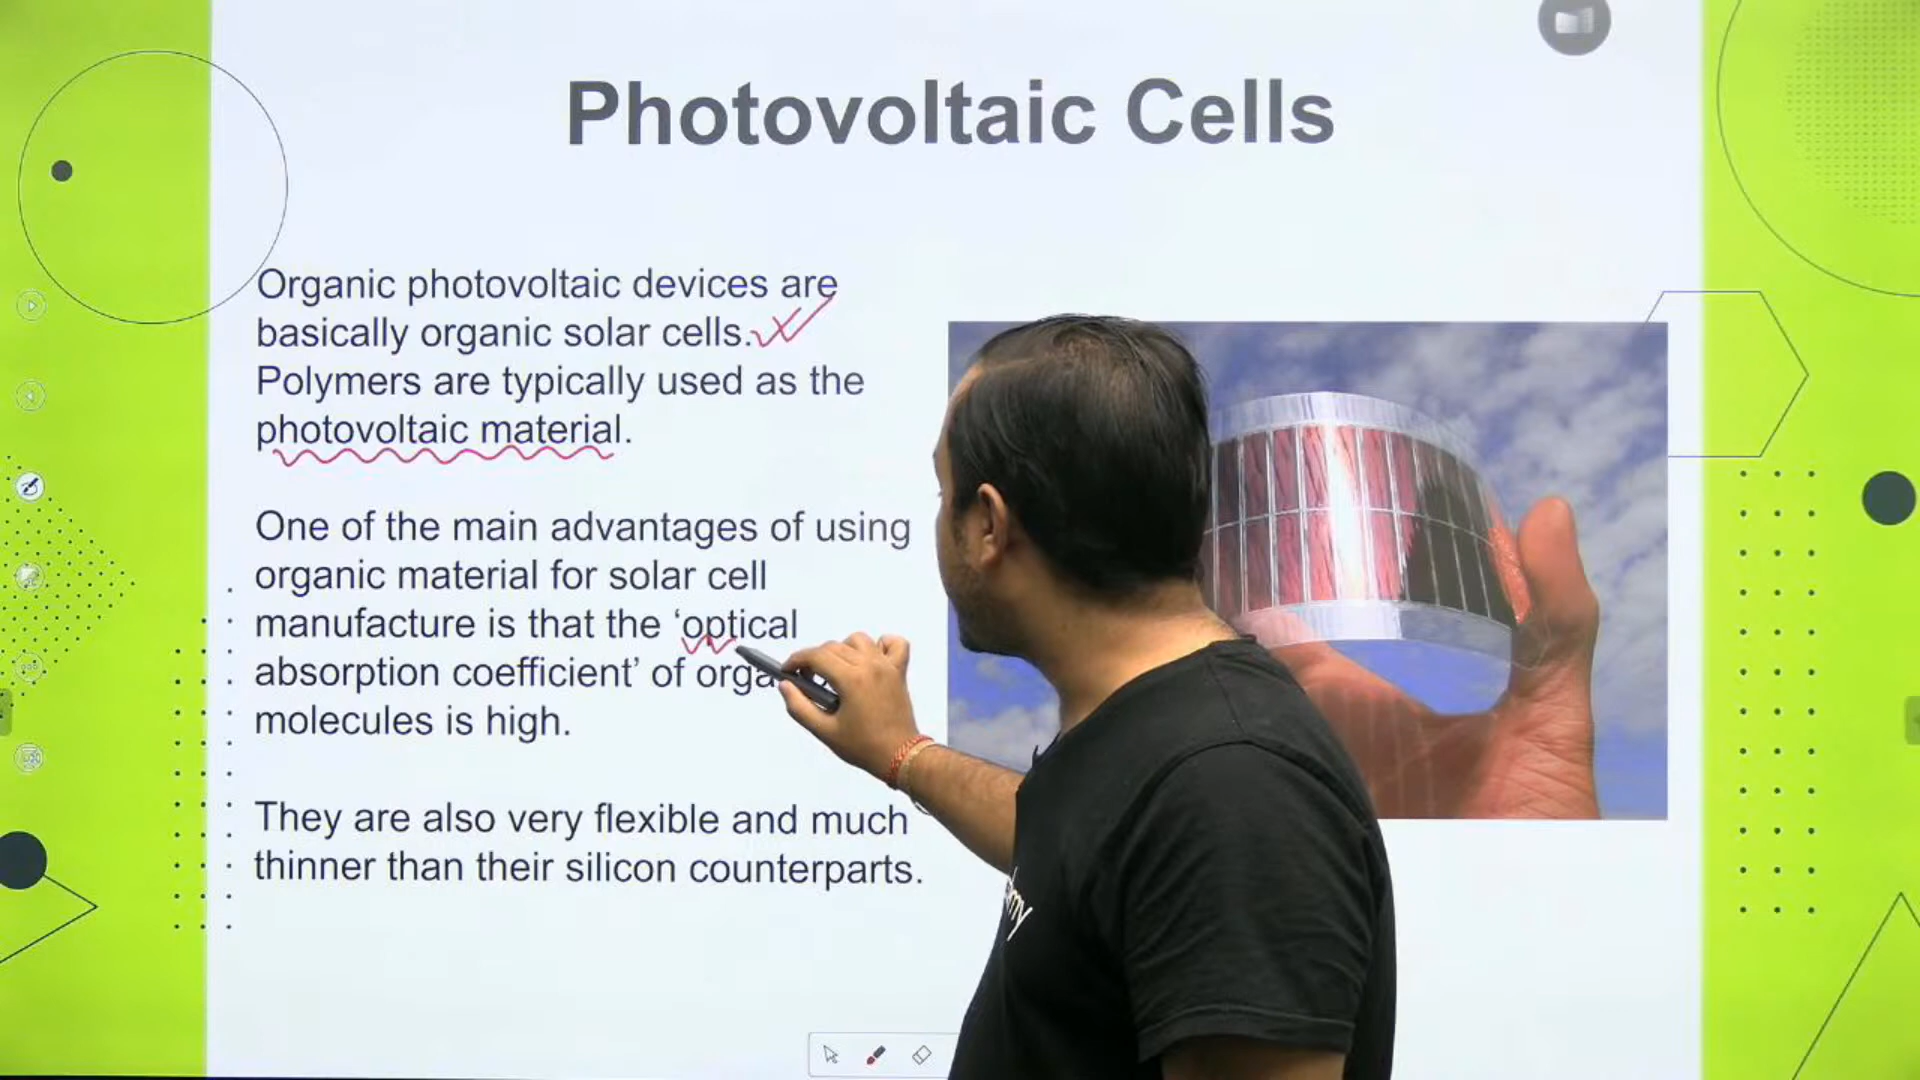 Photovoltaic Cells
Organic photovoltaic devices are
basically organic solar cells.
Polymers are typically used as the
photovoltaic material.
One of the main advantages of using
organic material for solar cell
manufacture is that the ‘optical
absorption coefficient’ of
molecules is high.
They are also very flexible and much
thinner than their silicon counterparts.